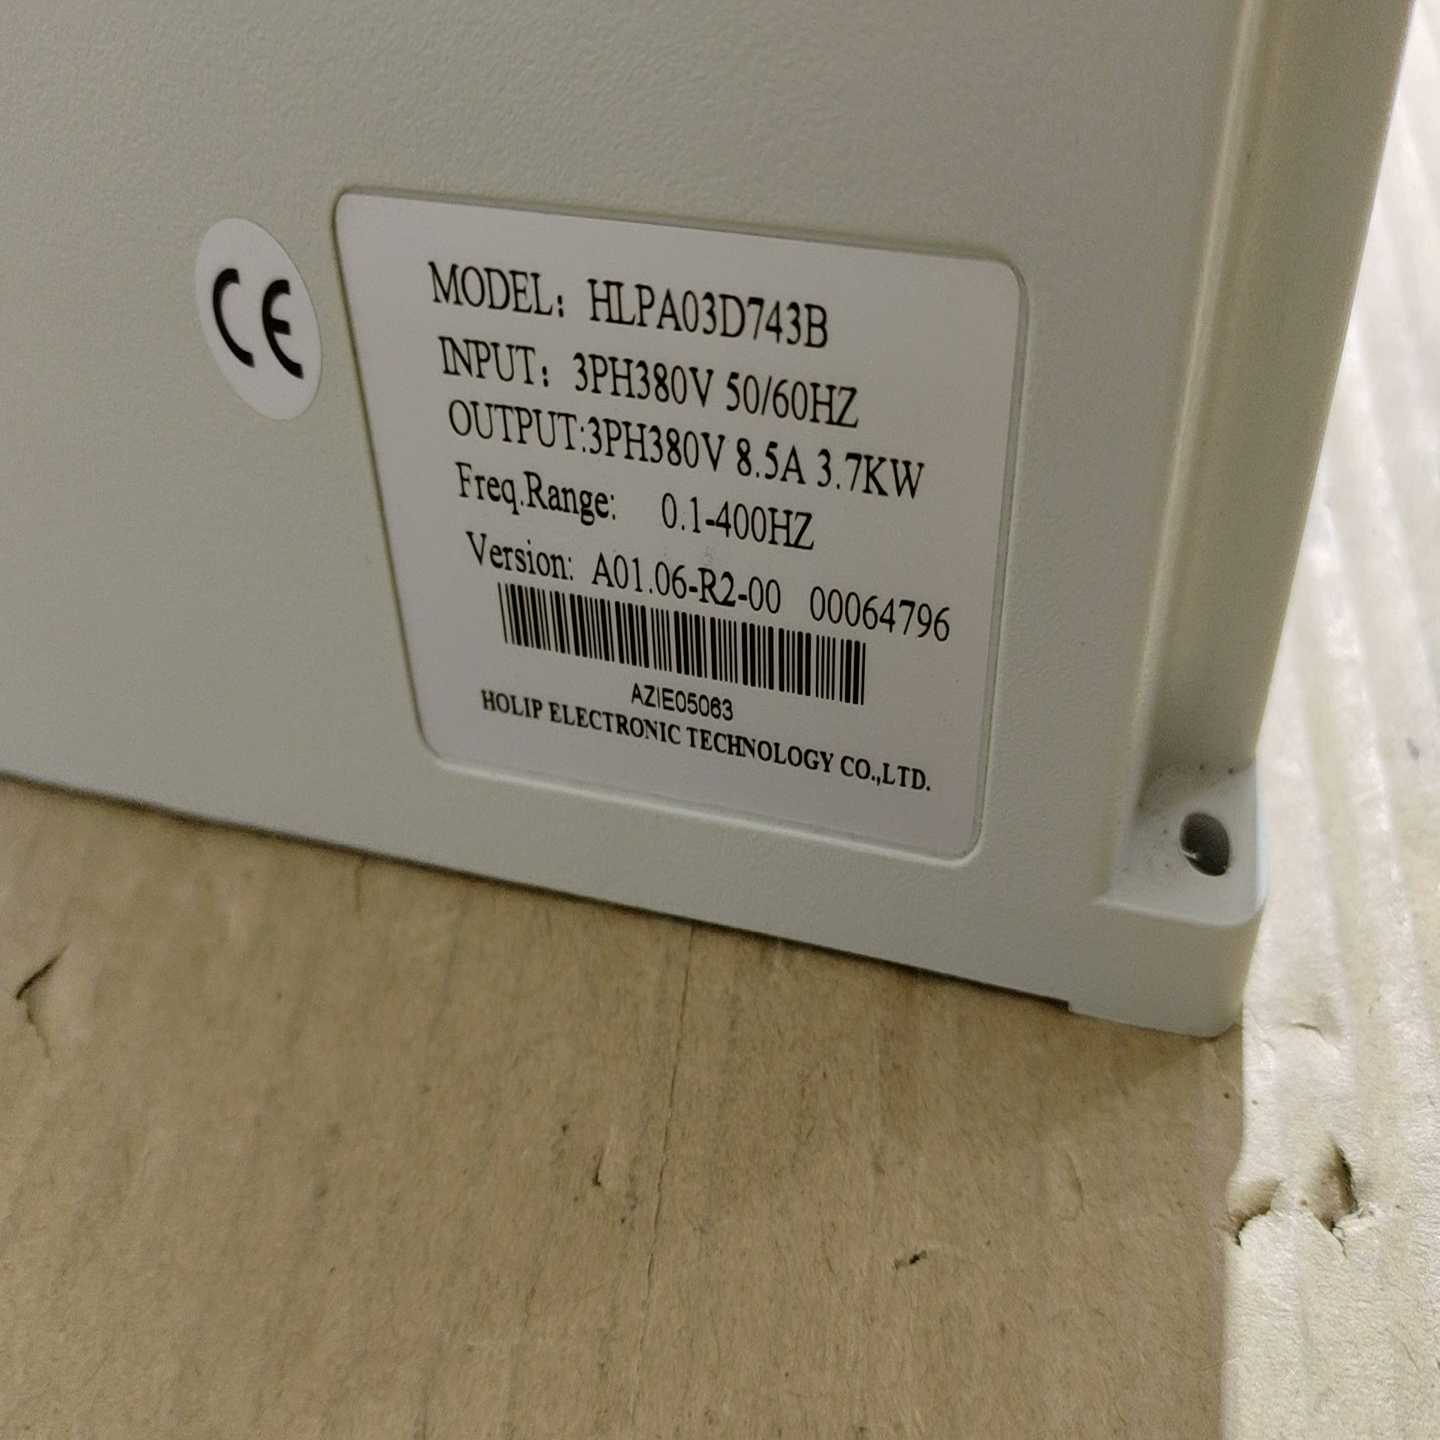 CE
MODEL: HLPA03D743B
INPUT: 3PH380V 50/60HZ
OUTPUT:3PH380V 8.5A 3.7KW
Freq.Range: 0.1-400HZ
Version: A01.06-R2-00 00064796
AZIE05063
HOLIP ELECTRONIC TECHNOLOGY CO.,LTD.